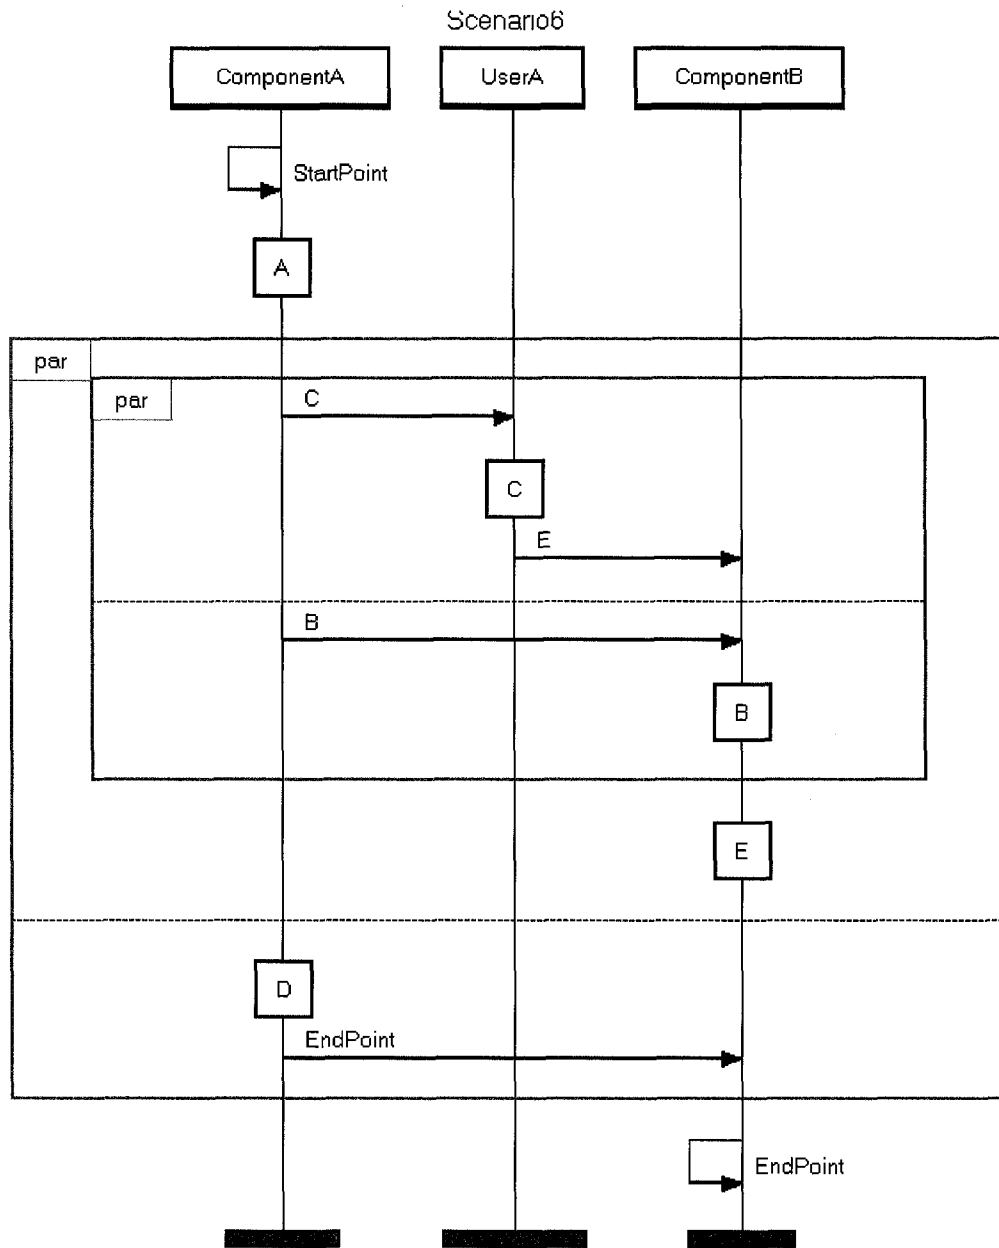 Scenario6
ComponentA UserA ComponentB
StartPoint
A
par
par
C
C
E
B
B
E
D
EndPoint
EndPoint